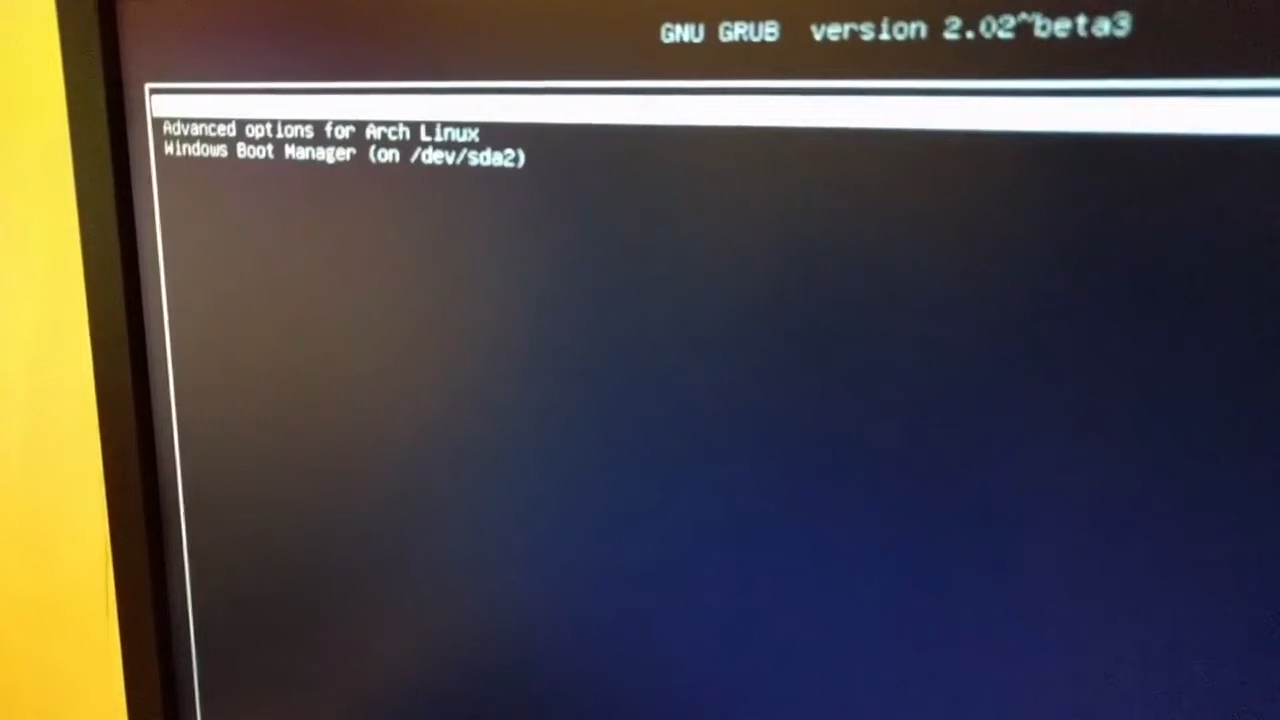 GNU GRUB version 2.02~beta3
Advanced options for Arch Linux
Windows Boot Manager (on /dev/sda2)